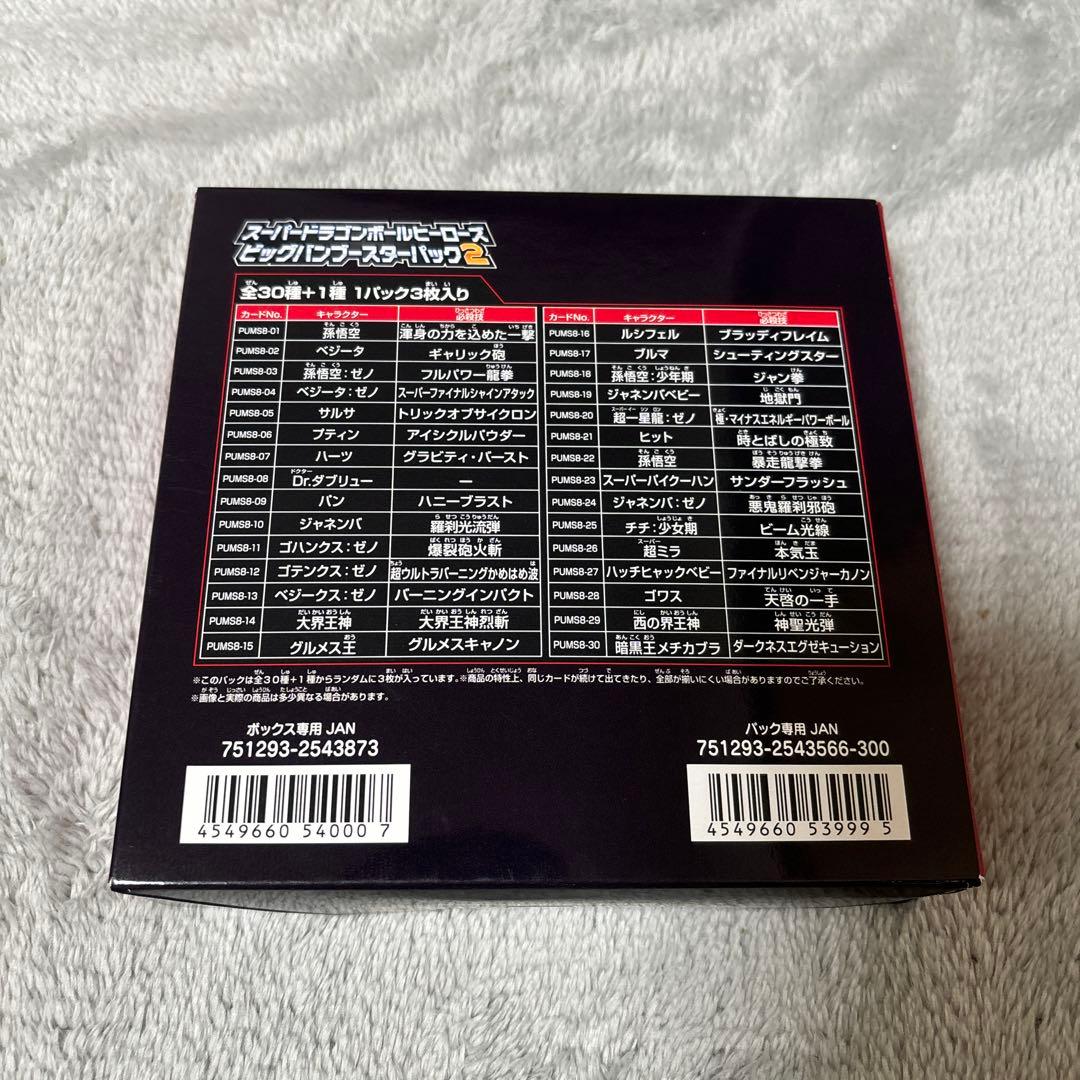 スーパードラゴンボールヒーローズ
ビッグバンブースターパック2
全30種+1種 1パック3枚入り
カードNo. キャラクター 必殺技
PUMS8-01 孫悟空 渾身の力を込めた一撃
PUMS8-02 ベジータ ギャリック砲
PUMS8-03 孫悟空:ゼノ フルパワー龍拳
PUMS8-04 ベジータ:ゼノ スーパーファイナルシャインアタック
PUMS8-05 サルサ トリックオブサイクロン
PUMS8-06 プティン アイシクルパウダー
PUMS8-07 ハーツ グラビティ・バースト
PUMS8-08 Dr.ダブリュー ー
PUMS8-09 パン ハニーブラスト
PUMS8-10 ジャネンバ 羅刹光流弾
PUMS8-11 ゴハンクス:ゼノ 爆裂砲火斬
PUMS8-12 ゴテンクス:ゼノ 超ウルトラバーニングかめはめ波
PUMS8-13 ベジークス:ゼノ バーニングインパクト
PUMS8-14 大界王神 大界王神烈斬
PUMS8-15 グルメス王 グルメスキャノン
カードNo. キャラクター 必殺技
PUMS8-16 ルシフェル ブラッディフレイム
PUMS8-17 ブルマ シューティングスター
PUMS8-18 孫悟空:少年期 ジャン拳
PUMS8-19 ジャネンバベビー 地獄門
PUMS8-20 超一星龍:ゼノ 極・マイナスエネルギーパワーボール
PUMS8-21 ヒット 時とばしの極致
PUMS8-22 孫悟空 暴走龍撃拳
PUMS8-23 スーパーパイクーハン サンダーフラッシュ
PUMS8-24 ジャネンバ:ゼノ 悪鬼羅刹邪砲
PUMS8-25 チチ:少女期 ビーム光線
PUMS8-26 超ミラ 本気玉
PUMS8-27 ハッチヒャックベビー ファイナルリベンジャーカノン
PUMS8-28 ゴワス 天啓の一手
PUMS8-29 西の界王神 神聖光弾
PUMS8-30 暗黒王メチカブラ ダークネスエグゼキューション
※このパックは全30種+1種からランダムに3枚が入っています。※商品の特性上、同じカードが続けて出てきたり、全部が揃いにくい場合がありますのでご了承ください。
※画像と実際の商品は多少異なる場合があります。
ボックス専用 JAN
751293-2543873
4549660 54000 7
パック専用 JAN
751293-2543566-300
4549660 53999 5